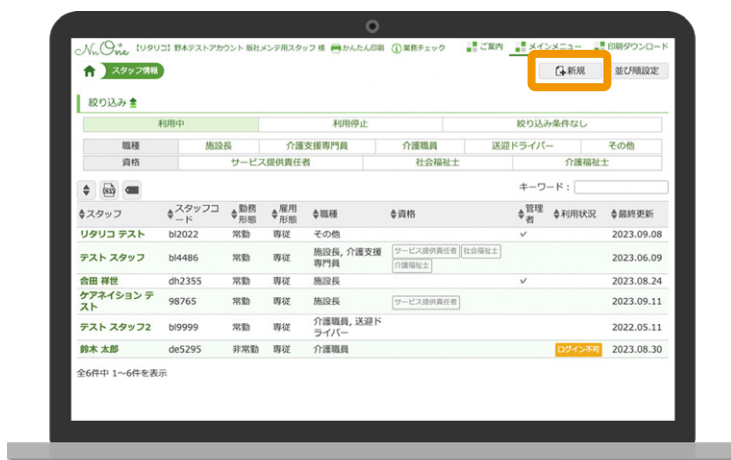 NnOne 【リタリコ】野本テストアカウント 販社メンテ用スタッフ 様 かんたん印刷 業務チェック ご案内 メインメニュー 印刷ダウンロード
スタッフ情報 新規 並び順設定
絞り込み
利用中 利用停止 絞り込み条件なし
職種 施設長 介護支援専門員 介護職員 送迎ドライバー その他
資格 サービス提供責任者 社会福祉士 介護福祉士
キーワード：
スタッフ スタッフコード 勤務形態 雇用形態 職種 資格 管理者 利用状況 最終更新
リタリコ テスト bl2022 常勤 専従 その他 ✓ 2023.09.08
テスト スタッフ bl4486 常勤 専従 施設長, 介護支援専門員 サービス提供責任者 社会福祉士 介護福祉士 2023.06.09
合田 祥世 dh2355 常勤 専従 施設長 ✓ 2023.08.24
ケアネイション テスト 98765 常勤 専従 施設長 サービス提供責任者 2023.09.11
テスト スタッフ2 bl9999 常勤 専従 介護職員, 送迎ドライバー 2022.05.11
鈴木 太郎 de5295 非常勤 専従 介護職員 ログイン不可 2023.08.30
全6件中 1～6件を表示